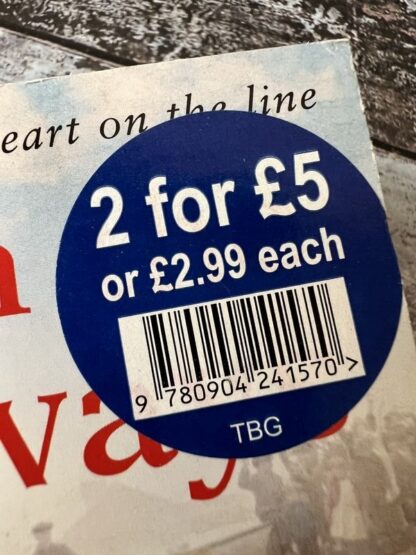 eart on the line
2 for £5
or £2.99 each
9 780904 241570 >
TBG